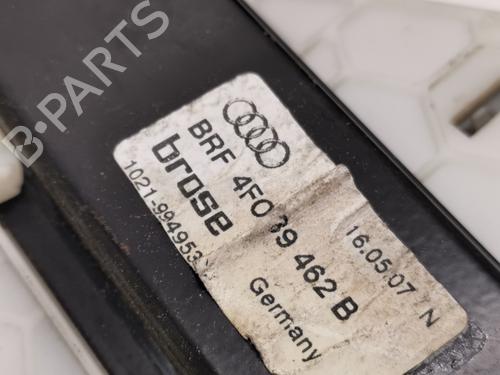 B-PARTS
BRF 4F0 39 462 B
brose
16.05.07 N
1021-994953
Germany